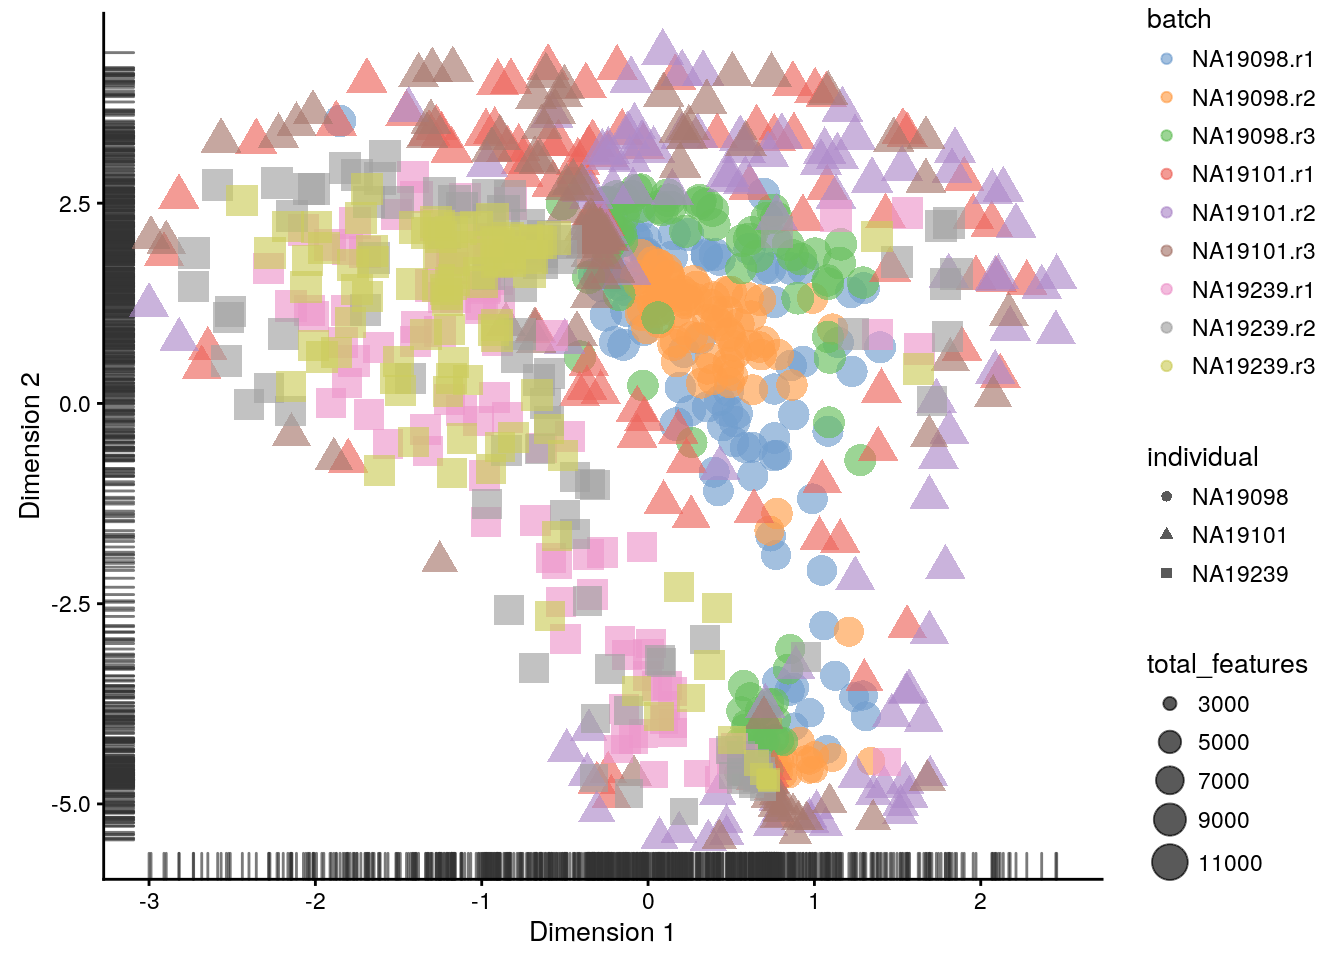 batch
NA19098.r1
NA19098.r2
NA19098.r3
NA19101.r1
NA19101.r2
NA19101.r3
NA19239.r1
NA19239.r2
NA19239.r3
individual
NA19098
NA19101
NA19239
total_features
3000
5000
7000
9000
11000
Dimension 2
2.5
0.0
-2.5
-5.0
-3 -2 -1 0 1 2
Dimension 1